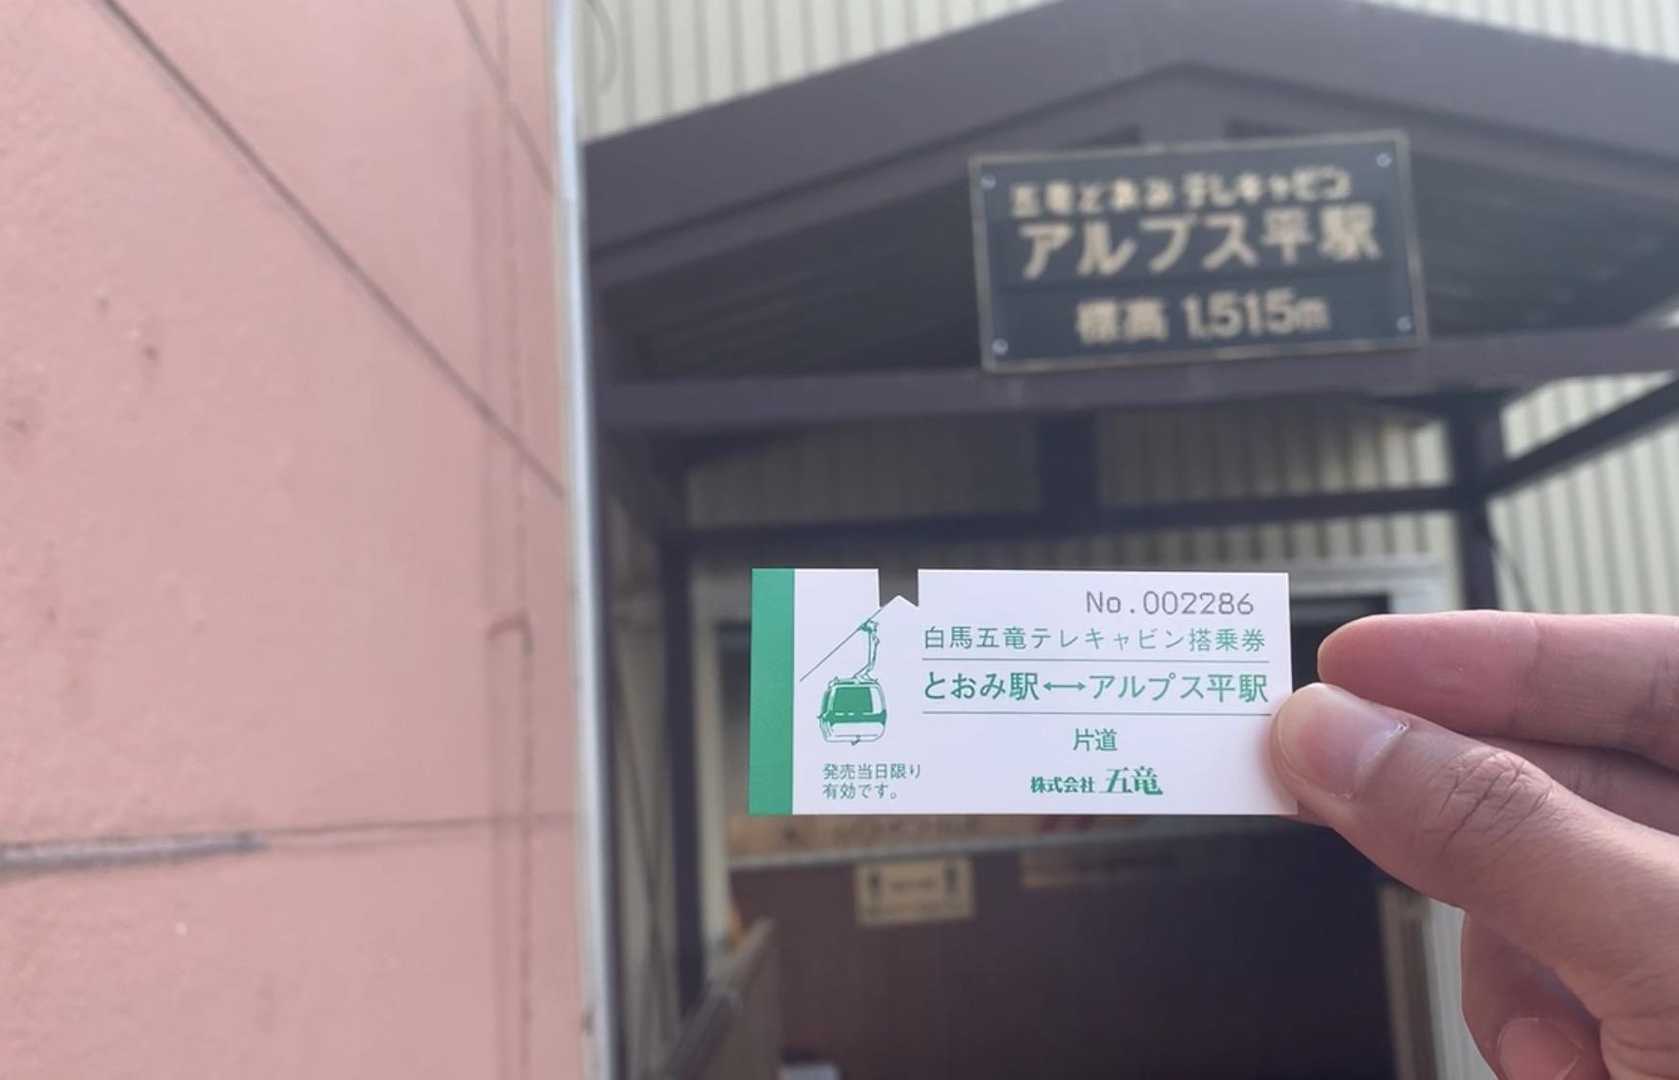 五竜とおみ テレキャビン
アルプス平駅
標高 1,515m
No.002286
白馬五竜テレキャビン搭乗券
とおみ駅↔アルプス平駅
片道
発売当日限り
有効です。
株式会社 五竜